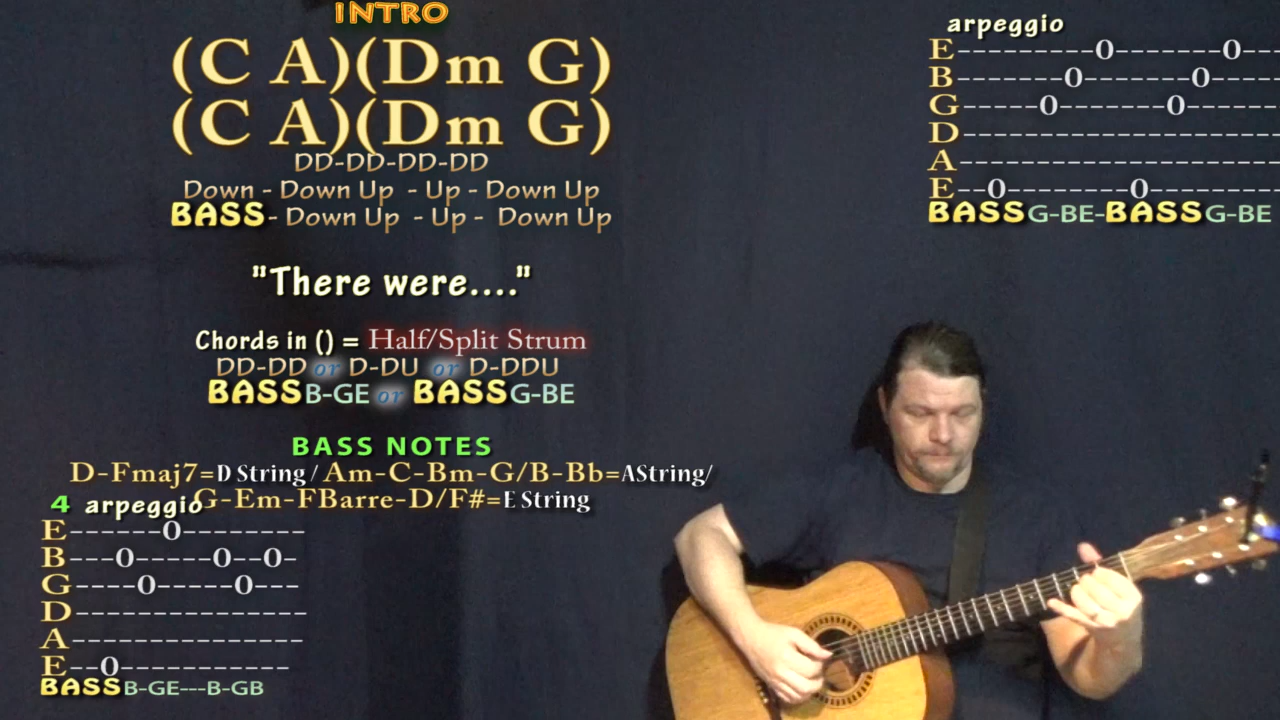 INTRO
(C A)(Dm G)
(C A)(Dm G)
DD-DD-DD-DD
Down - Down Up - Up - Down Up
BASS- Down Up - Up - Down Up
"There were...."
Chords in () = Half/Split Strum
DD-DD or D-DU or D-DDU
BASSB-GE or BASSG-BE
BASS NOTES
D-Fmaj7=D String / Am-C-Bm-G/B-Bb=AString/
G-Em-FBarre-D/F#=E String
4 arpeggio
E------0--------
B---0------0--0-
G----0------0---
D---------------
A---------------
E--0-----------
BASSB-GE---B-GB
arpeggio
E---------0-------0---
B-------0-------0-----
G-----0-------0-------
D---------------------
A---------------------
E--0--------0---------
BASSG-BE-BASSG-BE